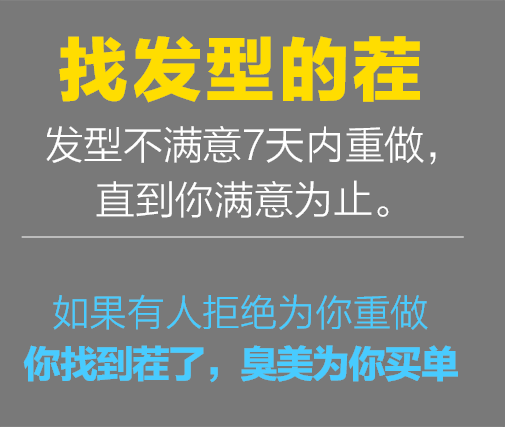 找发型的茬
发型不满意7天内重做，
直到你满意为止。
如果有人拒绝为你重做
你找到茬了，臭美为你买单